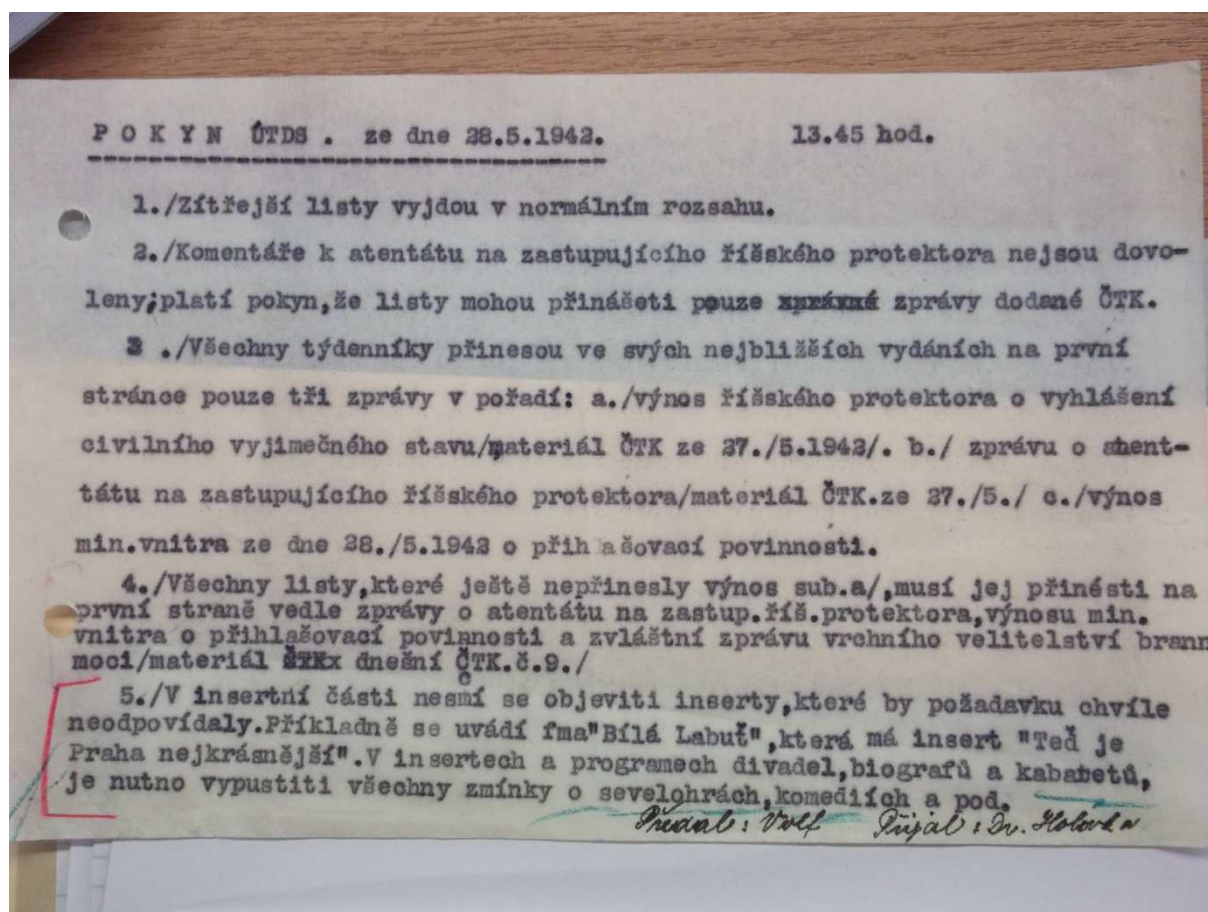 POKYN ÚTDS. ze dne 28.5.1942. 13.45 hod.
1./Zítřejší listy vyjdou v normálním rozsahu.
2./Komentáře k atentátu na zastupujícího říšského protektora nejsou dovo-
leny;platí pokyn,že listy mohou přinášeti pouze zprávy dodané ČTK.
3 ./Všechny týdenníky přinesou ve svých nejbližších vydáních na první
stránce pouze tři zprávy v pořadí: a./výnos říšského protektora o vyhlášení
civilního vyjimečného stavu/materiál ČTK ze 27./5.1942/. b./ zprávu o atent-
tátu na zastupujícího říšského protektora/materiál ČTK.ze 27./5./ c./výnos
min.vnitra ze dne 28./5.1942 o přihlašovací povinnosti.
4./Všechny listy,které ještě nepřinesly výnos sub.a/,musí jej přinésti na
první straně vedle zprávy o atentátu na zastup.říš.protektora,výnosu min.
vnitra o přihlašovací povinnosti a zvláštní zprávu vrchního velitelství brann
moci/materiál dnešní ČTK.č.9./
5./V insertní části nesmí se objeviti inserty,které by požadavku chvíle
neodpovídaly.Příkladně se uvádí fma"Bílá Labuť",která má insert "Teď je
Praha nejkrásnější".V insertech a programech divadel,biografů a kabaretů,
je nutno vypustiti všechny zmínky o sevelohrách,komediích a pod.
Předal: Volf Přijal: Dr.